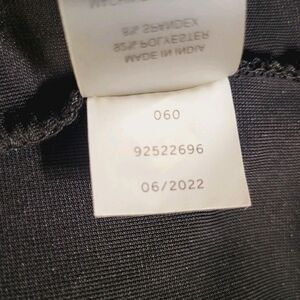 MADE IN INDIA
92% POLYESTER
8% SPANDEX
060
92522696
06/2022